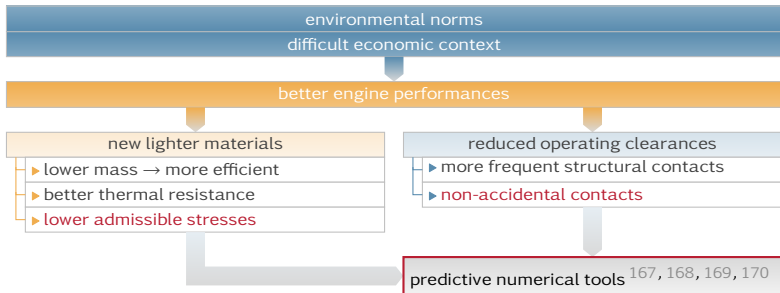 environmental norms
difficult economic context
better engine performances
new lighter materials
lower mass → more efficient
better thermal resistance
lower admissible stresses
reduced operating clearances
more frequent structural contacts
non-accidental contacts
predictive numerical tools 167, 168, 169, 170